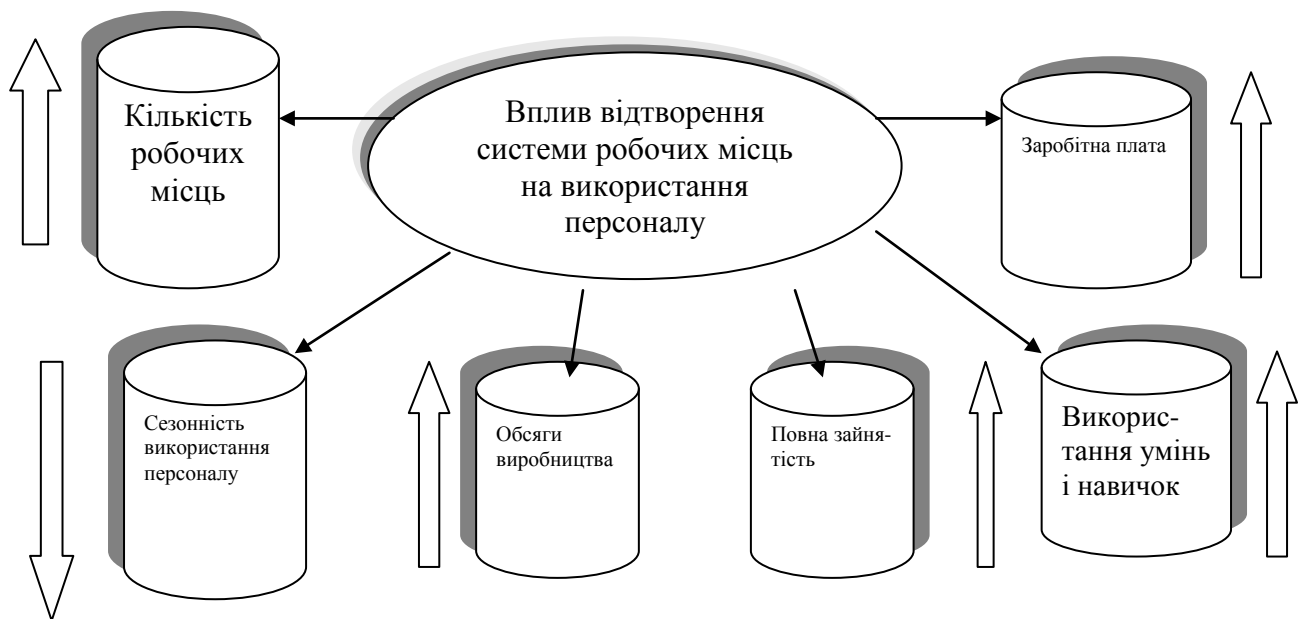 Кількість
робочих
місць
Вплив відтворення
системи робочих місць
на використання
персоналу
Заробітна плата
Сезонність
використання
персоналу
Обсяги
виробництва
Повна зайня-
тість
Викорис-
тання умінь
і навичок